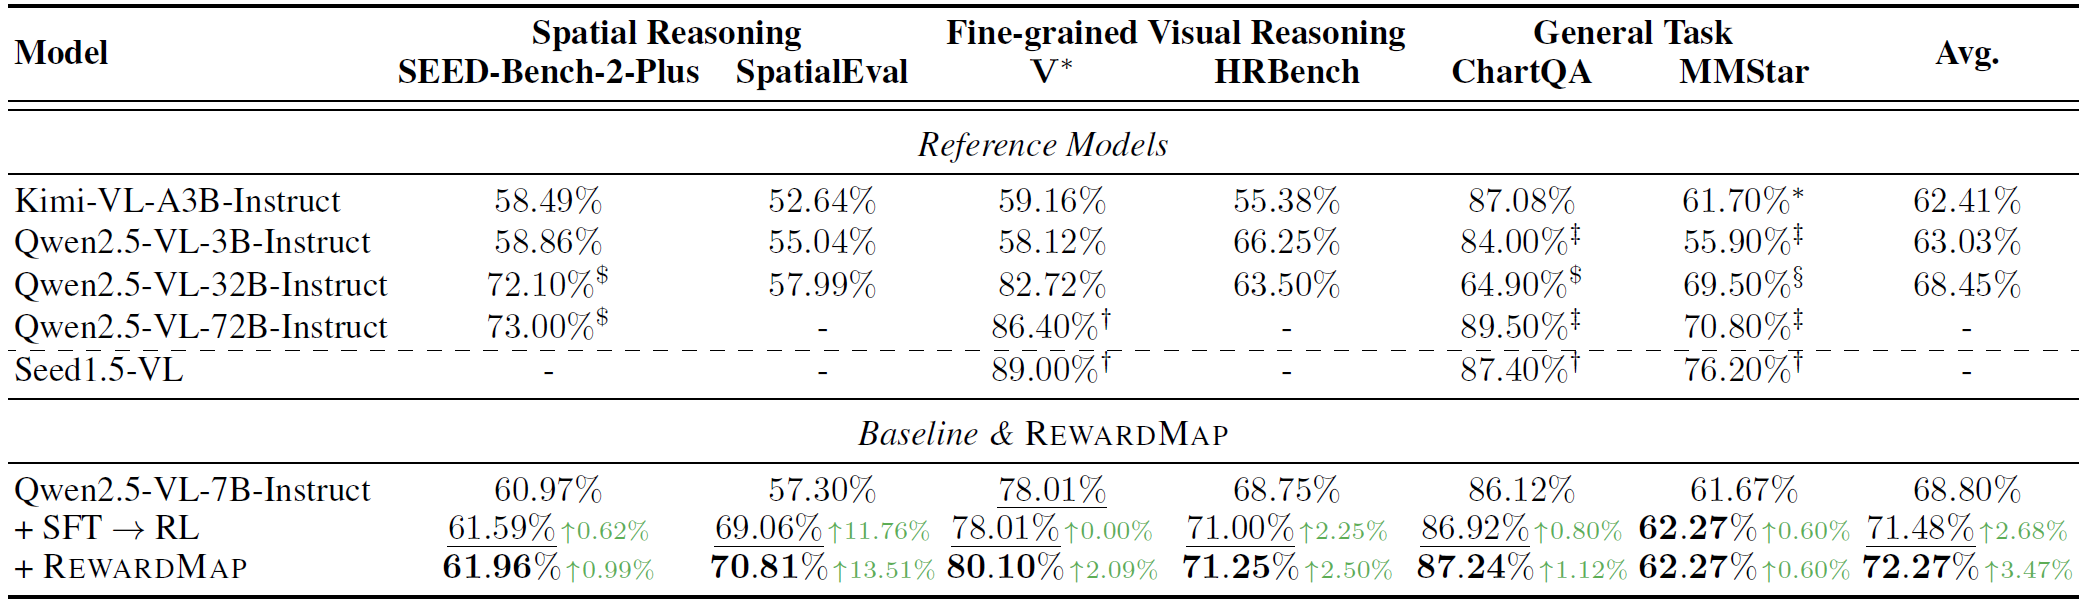 Model Spatial Reasoning Fine-grained Visual Reasoning General Task Avg.
SEED-Bench-2-Plus SpatialEval V* HRBench ChartQA MMStar
Reference Models
Kimi-VL-A3B-Instruct 58.49% 52.64% 59.16% 55.38% 87.08% 61.70%* 62.41%
Qwen2.5-VL-3B-Instruct 58.86% 55.04% 58.12% 66.25% 84.00%‡ 55.90%‡ 63.03%
Qwen2.5-VL-32B-Instruct 72.10%$ 57.99% 82.72% 63.50% 64.90%$ 69.50%§ 68.45%
Qwen2.5-VL-72B-Instruct 73.00%$ - 86.40%† - 89.50%‡ 70.80%‡ -
Seed1.5-VL - - 89.00%† - 87.40%† 76.20%† -
Baseline & REWARDMAP
Qwen2.5-VL-7B-Instruct 60.97% 57.30% 78.01% 68.75% 86.12% 61.67% 68.80%
+ SFT → RL 61.59% ↑0.62% 69.06% ↑11.76% 78.01% ↑0.00% 71.00% ↑2.25% 86.92% ↑0.80% 62.27% ↑0.60% 71.48% ↑2.68%
+ REWARDMAP 61.96% ↑0.99% 70.81% ↑13.51% 80.10% ↑2.09% 71.25% ↑2.50% 87.24% ↑1.12% 62.27% ↑0.60% 72.27% ↑3.47%